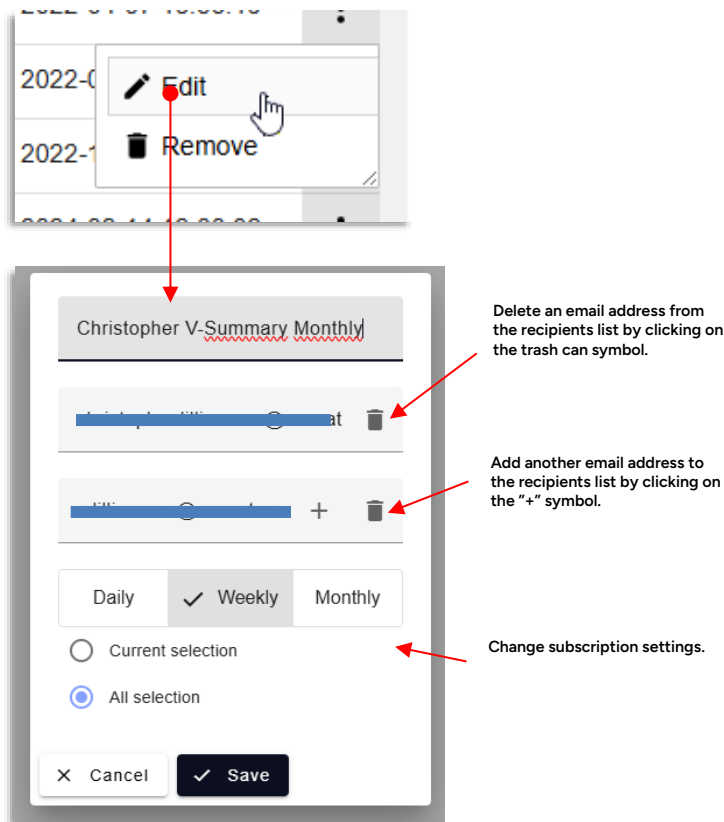 2022-0
Edit
2022-1
Remove
Christopher V-Summary Monthly
Delete an email address from
the recipients list by clicking on
the trash can symbol.
at
Add another email address to
the recipients list by clicking on
the "+" symbol.
+
Daily
Weekly
Monthly
Current selection
Change subscription settings.
All selection
Cancel
Save